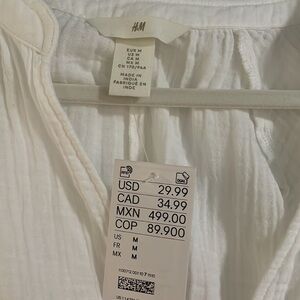 H&M
EUR M
US M
CA M
MX M
CN 170/94A
MADE IN
INDIA
FABRIQUÉ EN
INDE
USD 29.99
CAD 34.99
MXN 499.00
COP 89.900
US M
FR M
MX M